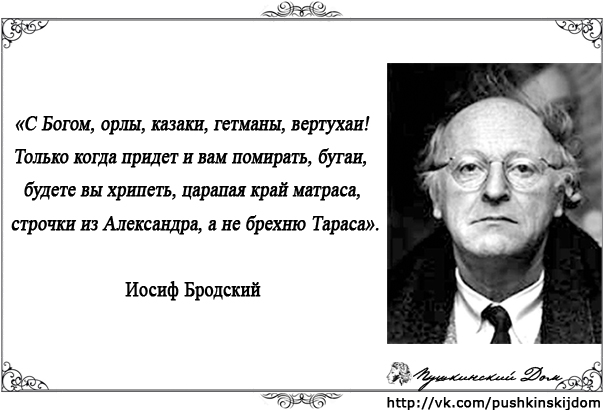 «С Богом, орлы, казаки, гетманы, вертухаи!
Только когда придет и вам помирать, бугаи,
будете вы хрипеть, царапая край матраса,
строчки из Александра, а не брехню Тараса».
Иосиф Бродский
Пушкинский Дом
http://vk.com/pushkinskijdom